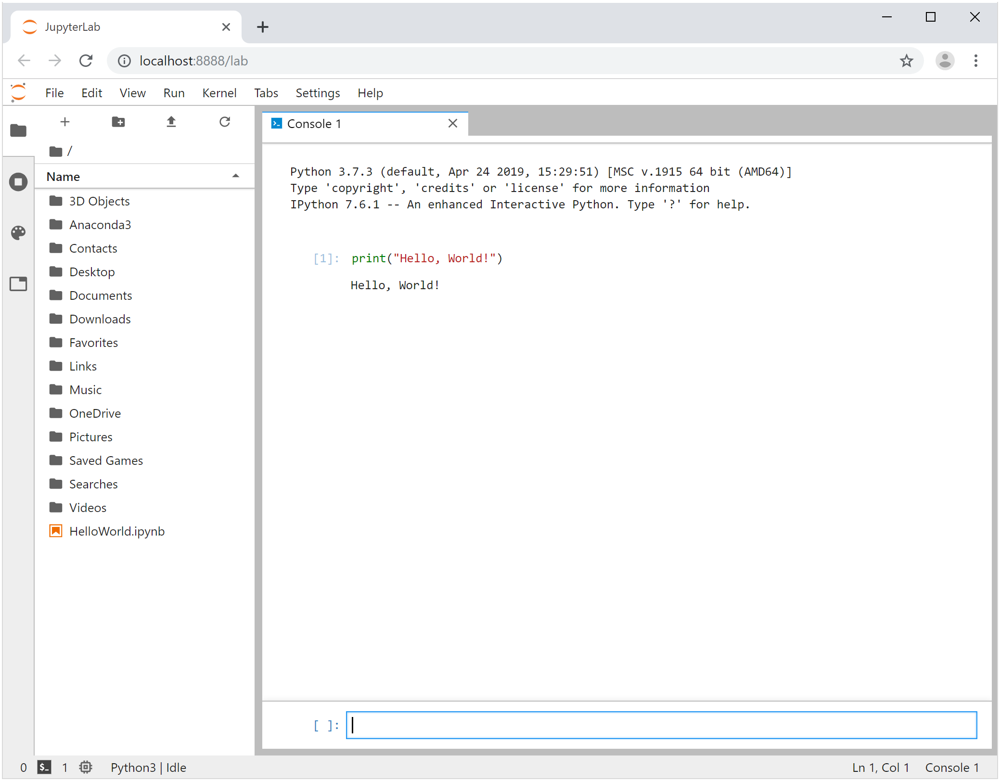 JupyterLab
localhost:8888/lab
File Edit View Run Kernel Tabs Settings Help
/
Name
3D Objects
Anaconda3
Contacts
Desktop
Documents
Downloads
Favorites
Links
Music
OneDrive
Pictures
Saved Games
Searches
Videos
HelloWorld.ipynb
Console 1
Python 3.7.3 (default, Apr 24 2019, 15:29:51) [MSC v.1915 64 bit (AMD64)]
Type 'copyright', 'credits' or 'license' for more information
IPython 7.6.1 -- An enhanced Interactive Python. Type '?' for help.
[1]: print("Hello, World!")
Hello, World!
[ ]:
0 $_ 1 Python3 | Idle Ln 1, Col 1 Console 1